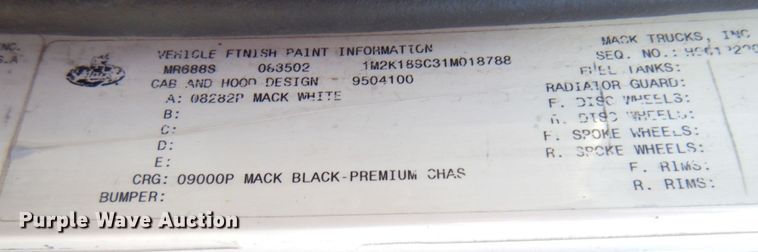 INC.
S.A
VEHICLE FINISH PAINT INFORMATION
MACK TRUCKS, INC
MR688S 063502 1M2K189C31M018788
SEQ. NO.:
CAB AND HOOD DESIGN 9504100
FUEL TANKS:
A: 08282P MACK WHITE
RADIATOR GUARD:
B:
F. DISC WHEELS:
C:
R. DISC WHEELS:
D:
F. SPOKE WHEELS:
E:
R. SPOKE WHEELS:
CRG: 09000P MACK BLACK-PREMIUM CHAS
F. RIMS:
BUMPER:
R. RIMS:
Purple Wave Auction